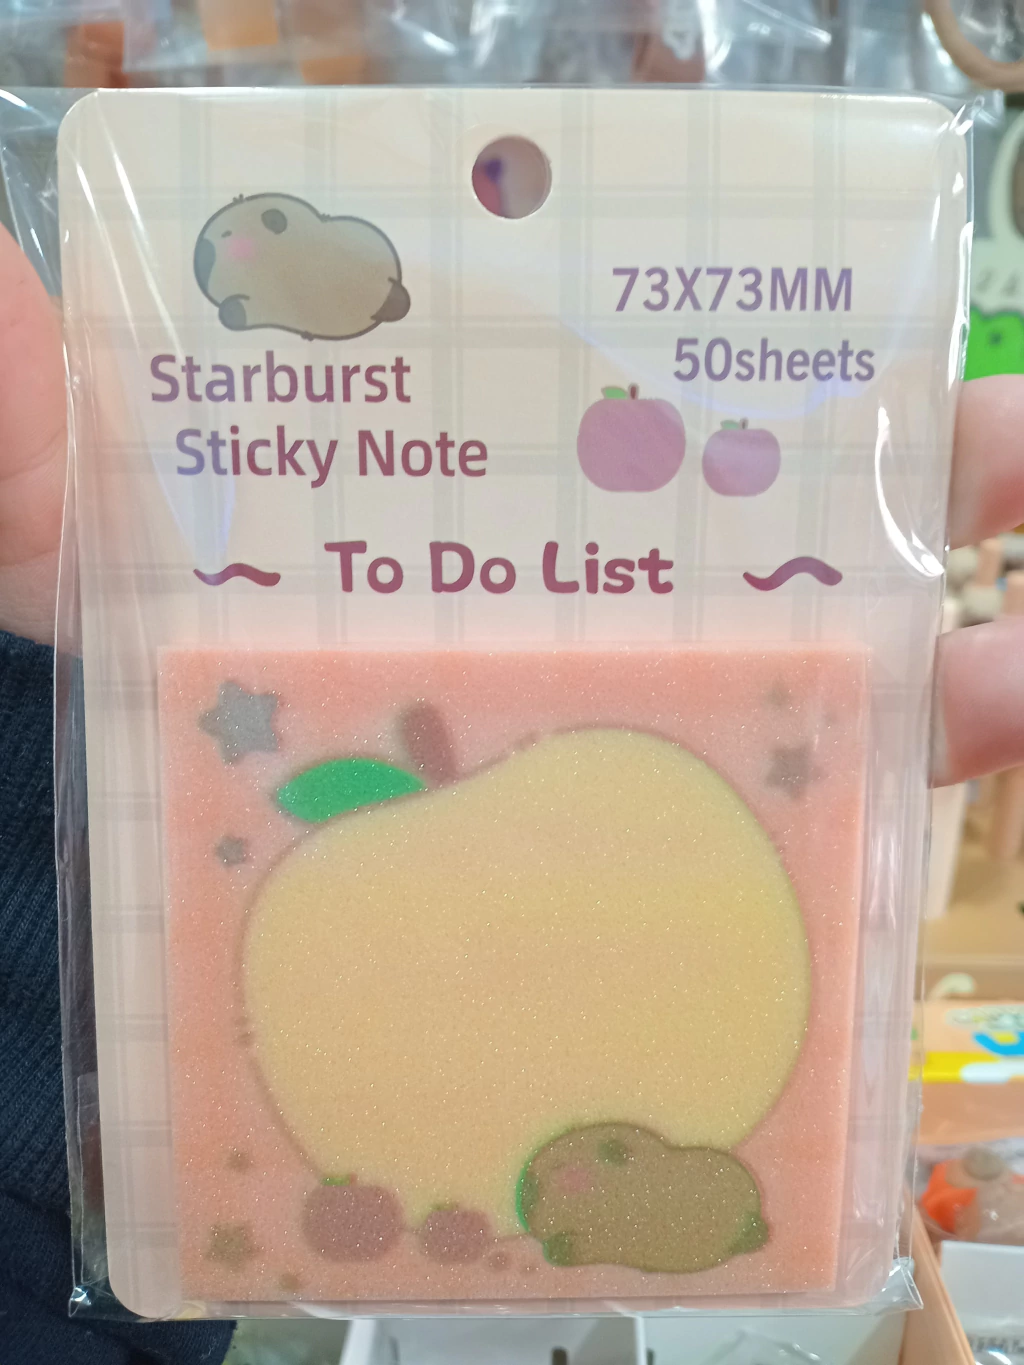 73X73MM
50sheets
Starburst
Sticky Note
To Do List